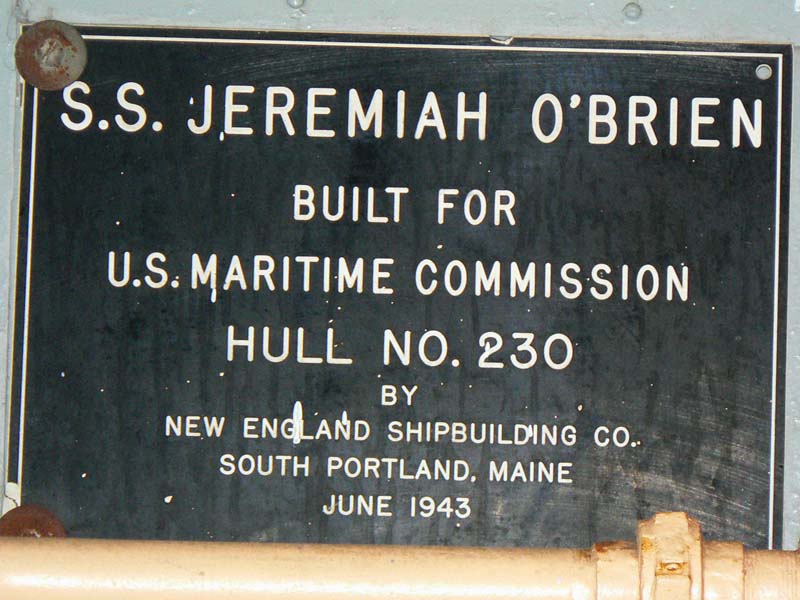 S.S. JEREMIAH O'BRIEN
BUILT FOR
U.S. MARITIME COMMISSION
HULL NO. 230
BY
NEW ENGLAND SHIPBUILDING CO.
SOUTH PORTLAND, MAINE
JUNE 1943